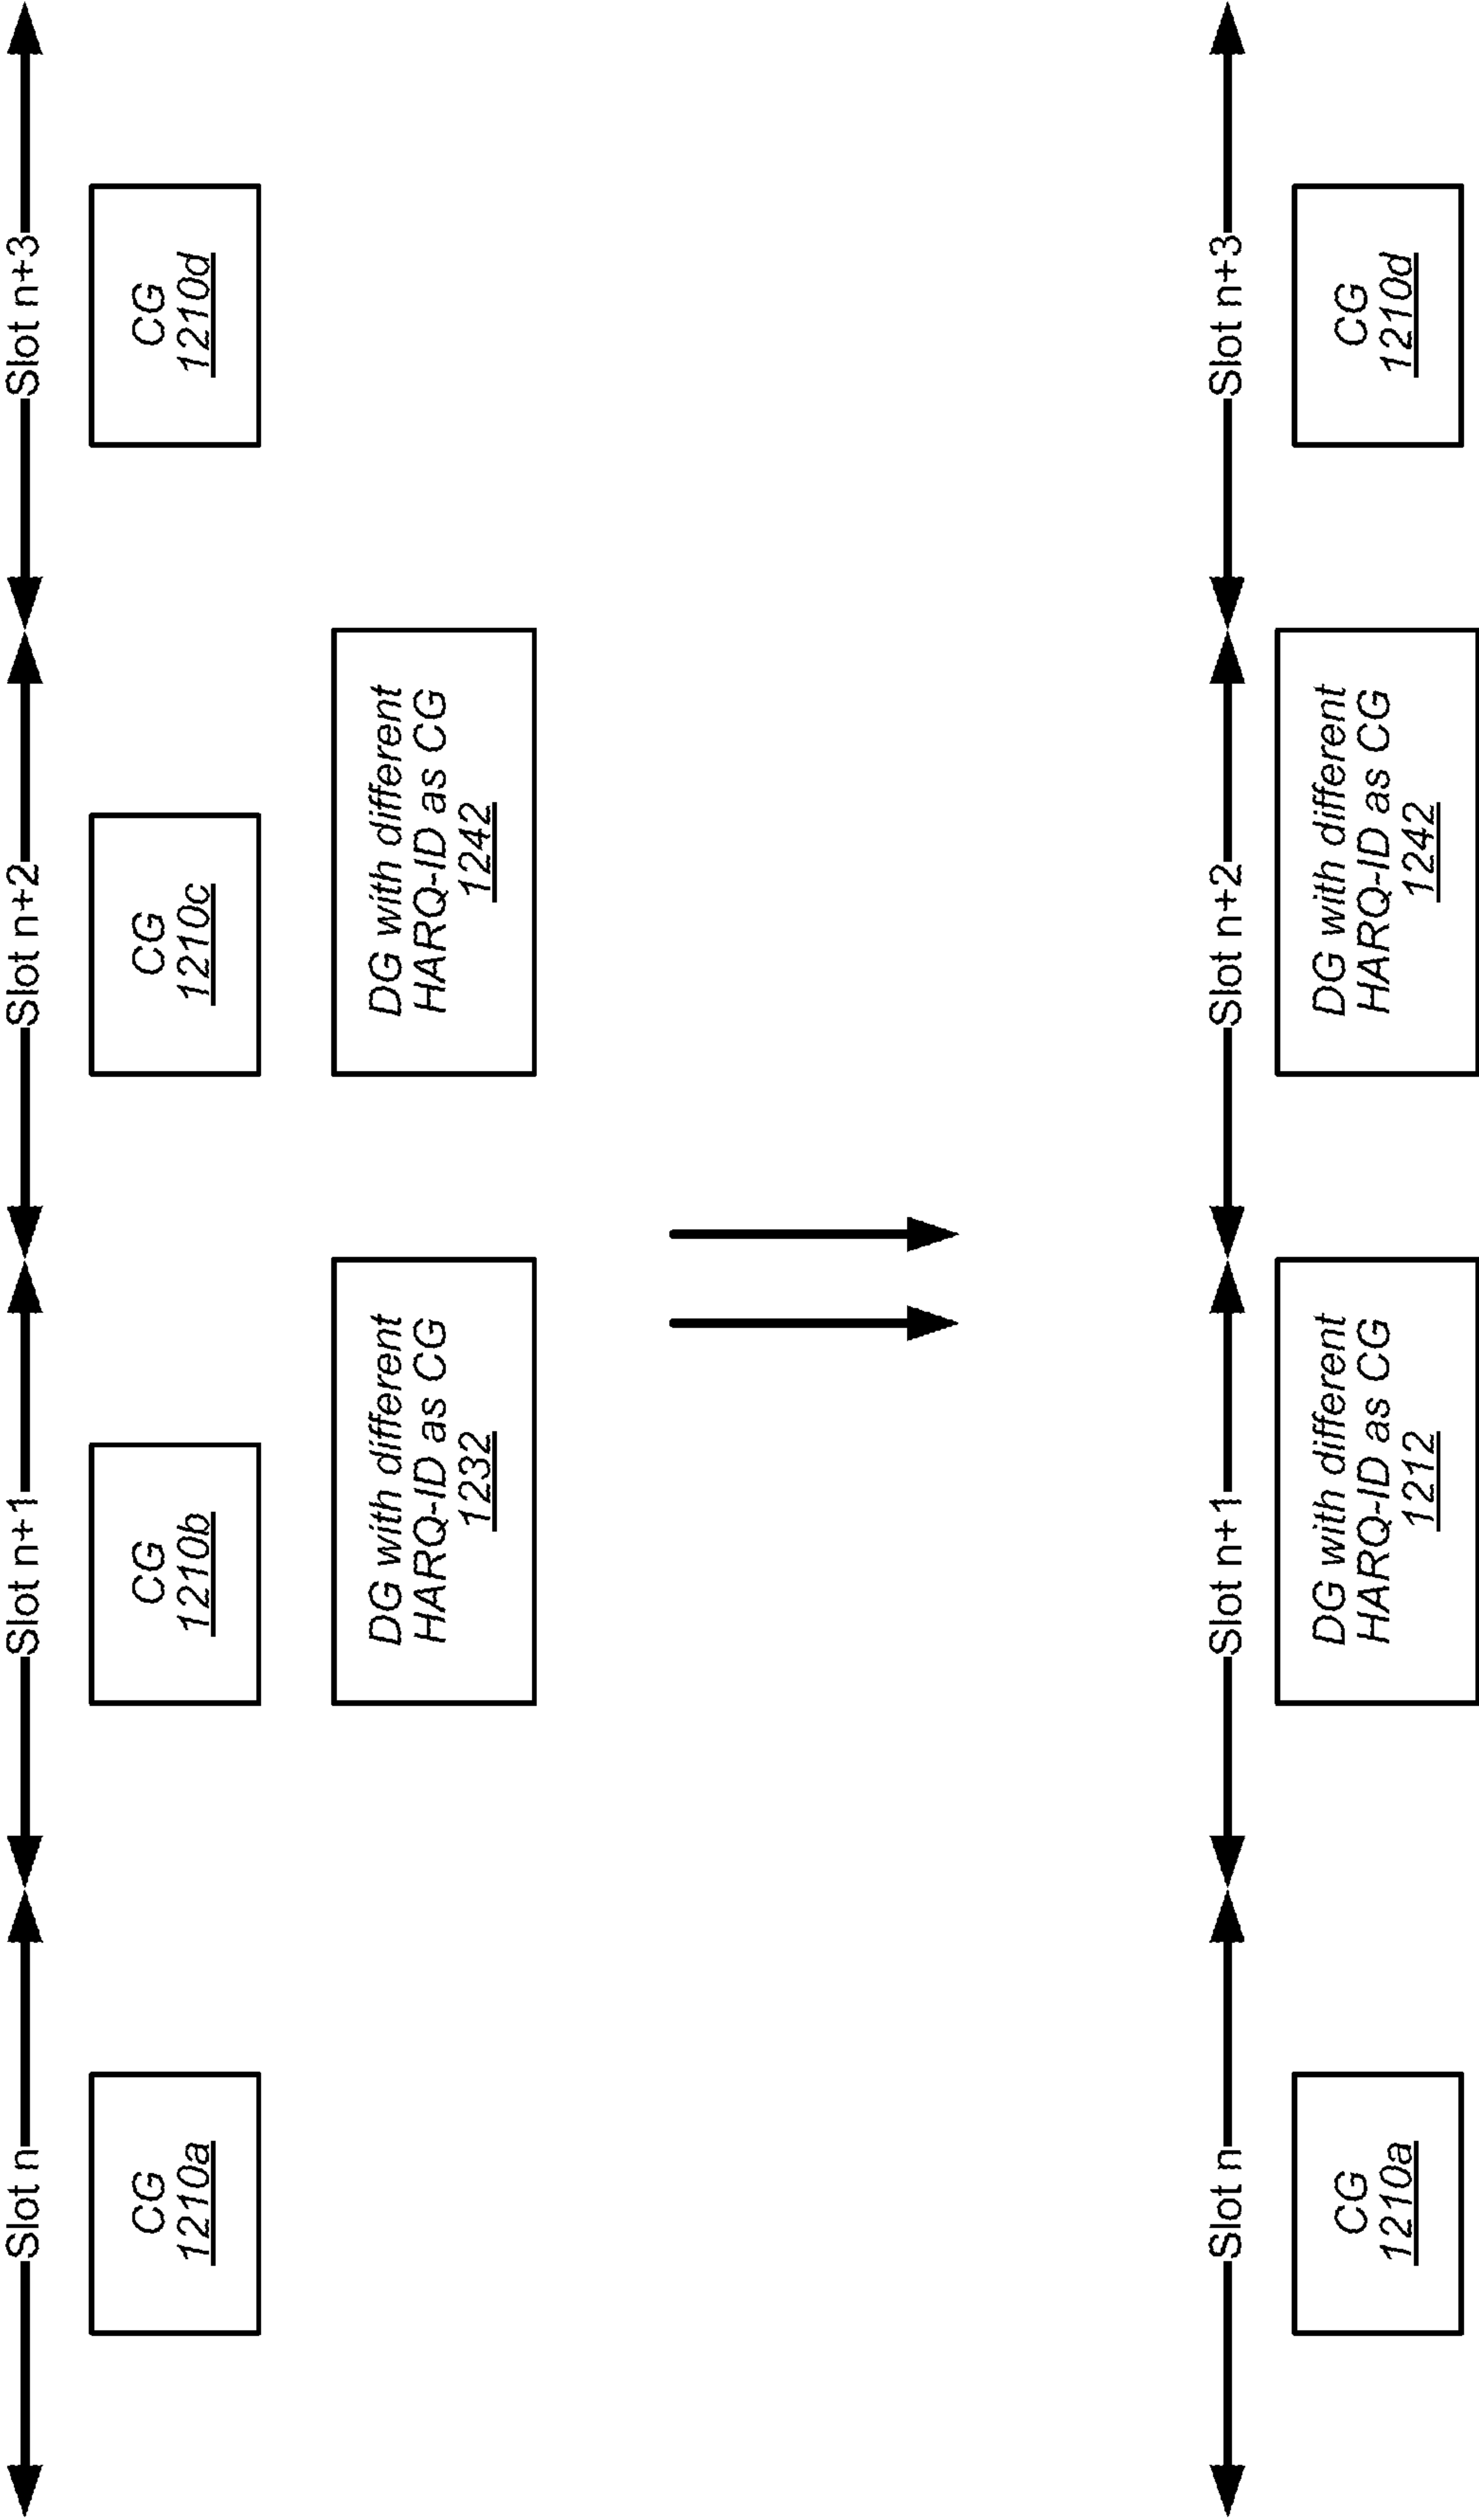 Slot n
Slot n+1
Slot n+2
Slot n+3
CG
1210a
CG
1210b
CG
1210c
CG
1210d
DG with different
HARQ-ID as CG
1232
DG with different
HARQ-ID as CG
1242
Slot n
Slot n+1
Slot n+2
Slot n+3
CG
1210a
DG with different
HARQ-ID as CG
1212
DG with different
HARQ-ID as CG
1242
CG
1210d